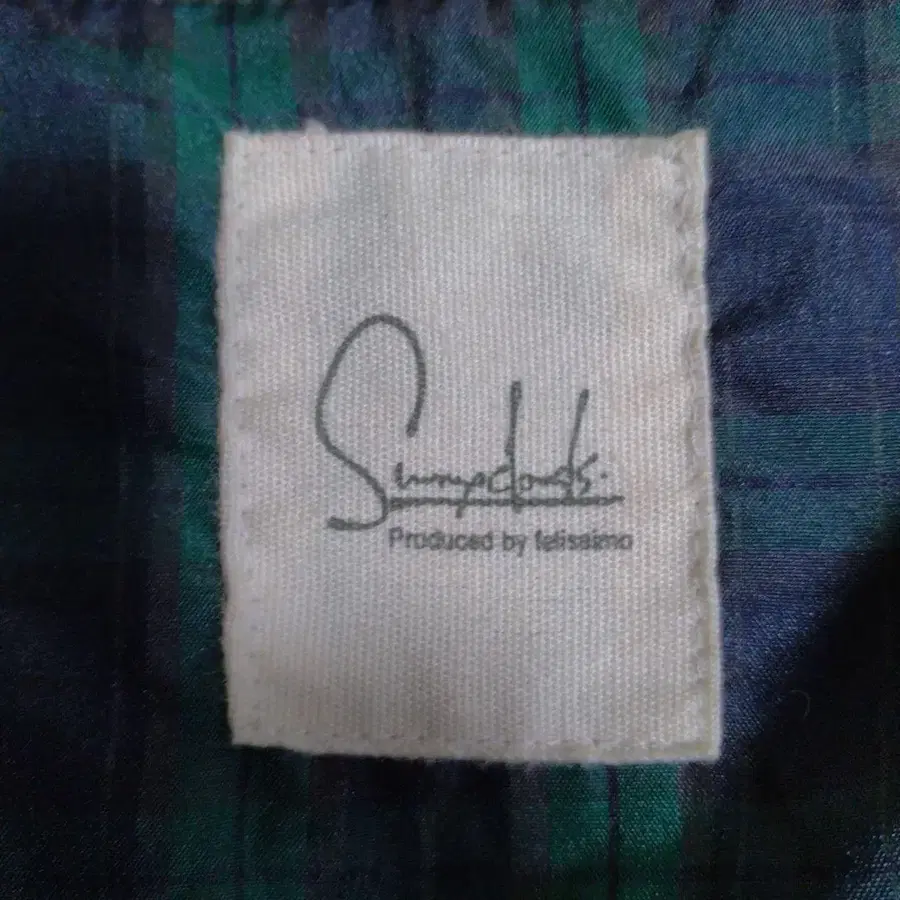 Sunnyclouds.
Produced by felissimo